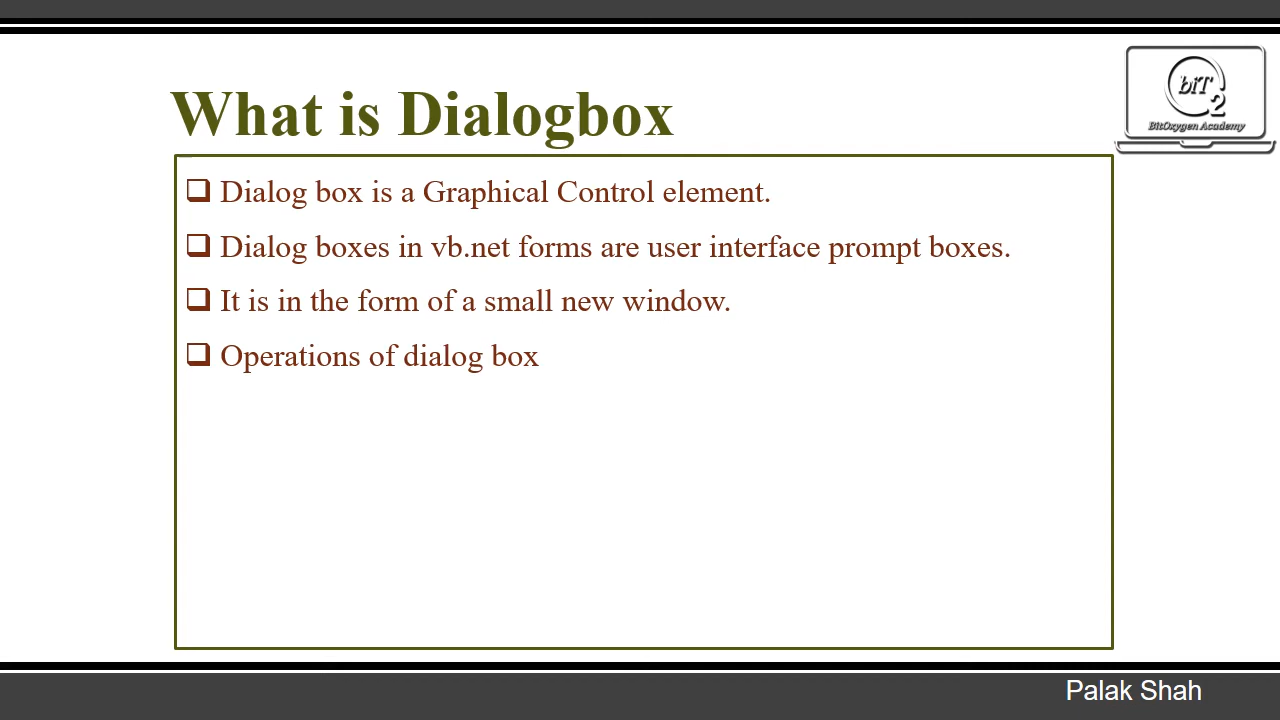 What is Dialogbox
biT
2
BitOxygen Academy
Dialog box is a Graphical Control element.
Dialog boxes in vb.net forms are user interface prompt boxes.
It is in the form of a small new window.
Operations of dialog box
Palak Shah